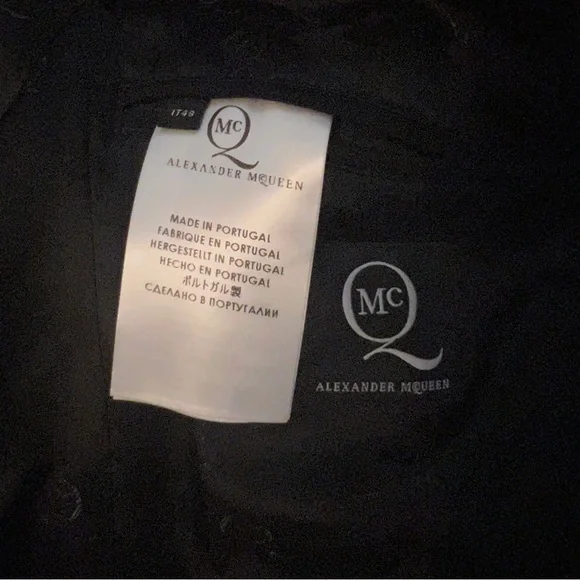 IT48
McQ
ALEXANDER McQUEEN
MADE IN PORTUGAL
FABRIQUE EN PORTUGAL
HERGESTELLT IN PORTUGAL
HECHO EN PORTUGAL
ポルトガル製
СДЕЛАНО В ПОРТУГАЛИИ
McQ
ALEXANDER McQUEEN